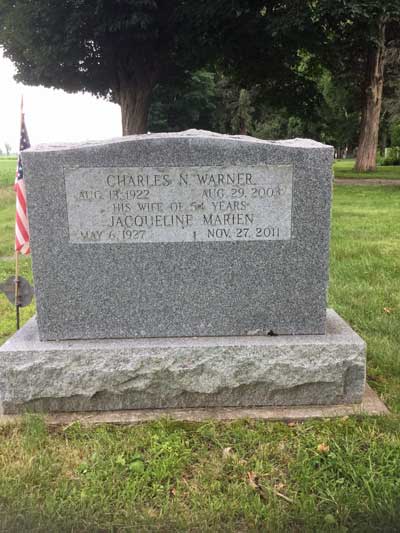 CHARLES N. WARNER
AUG. 13, 1922 AUG. 29, 2003
HIS WIFE OF 54 YEARS
JACQUELINE MARIEN
MAY 6, 1927 NOV. 27, 2011